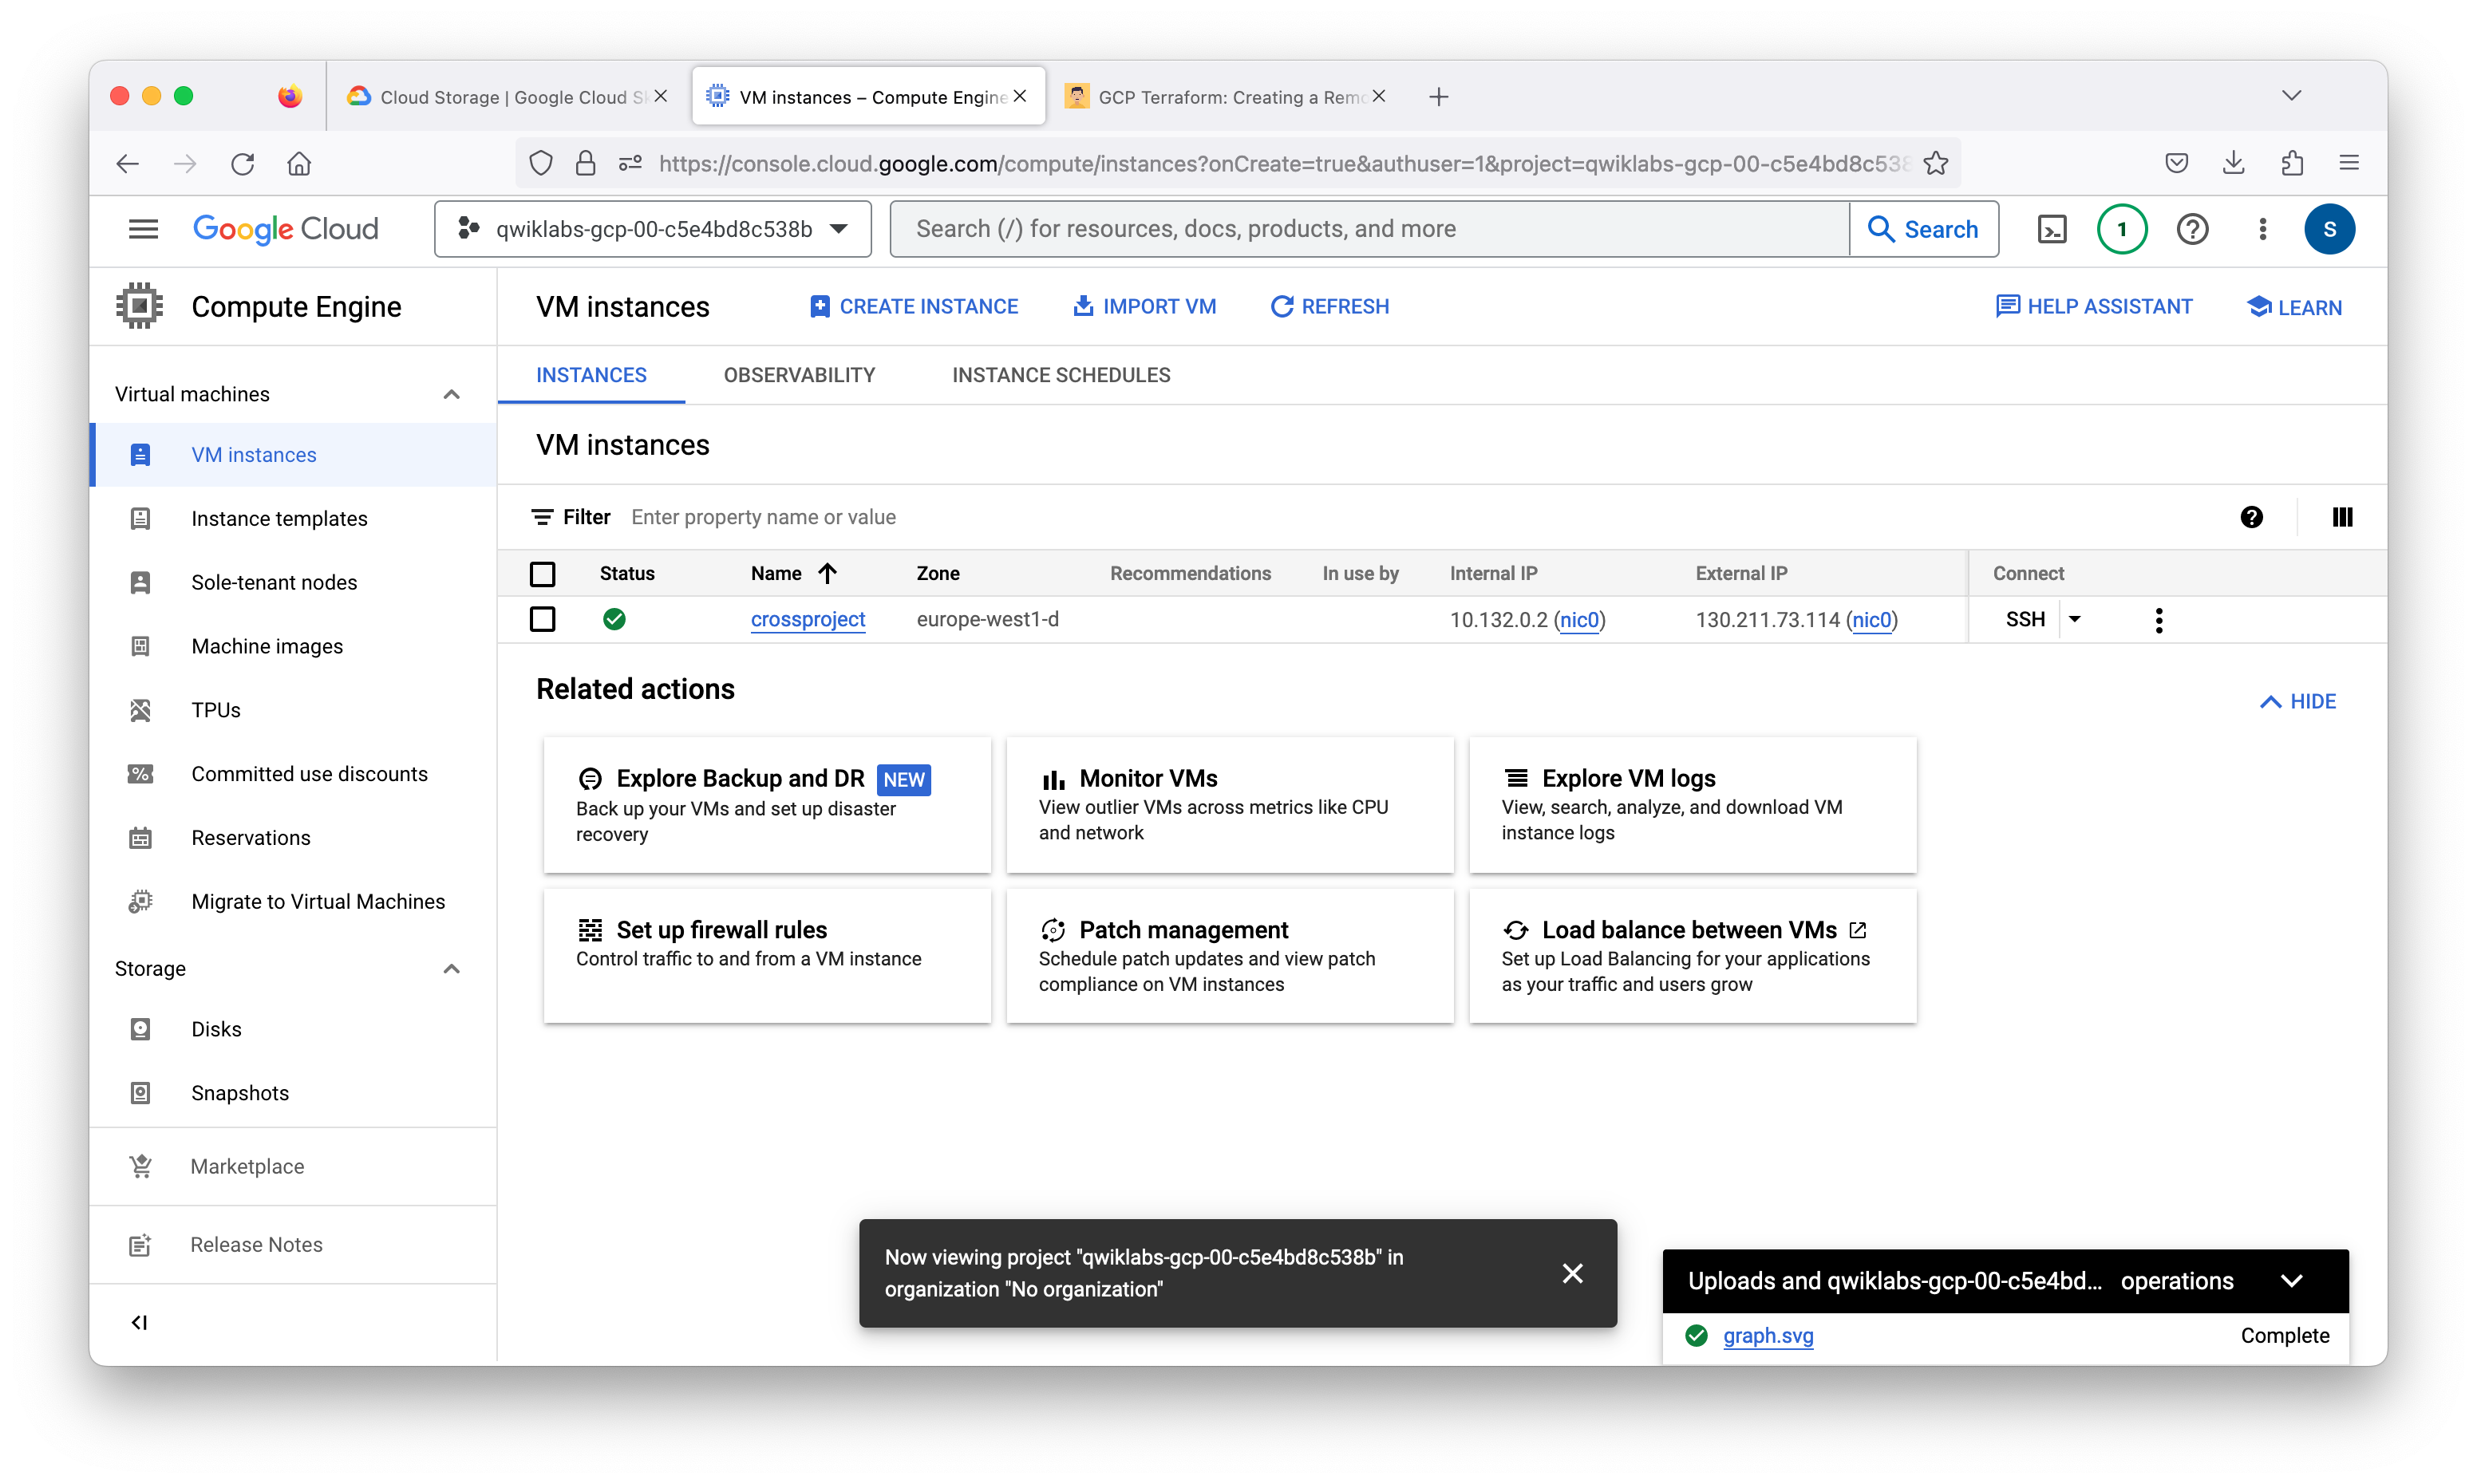 Cloud Storage | Google Cloud Sk
VM instances – Compute Engine
GCP Terraform: Creating a Remo
https://console.cloud.google.com/compute/instances?onCreate=true&authuser=1&project=qwiklabs-gcp-00-c5e4bd8c538
Google Cloud
qwiklabs-gcp-00-c5e4bd8c538b
Search (/) for resources, docs, products, and more
Search
1
S
Compute Engine
VM instances
CREATE INSTANCE
IMPORT VM
REFRESH
HELP ASSISTANT
LEARN
Virtual machines
VM instances
Instance templates
Sole-tenant nodes
Machine images
TPUs
Committed use discounts
Reservations
Migrate to Virtual Machines
Storage
Disks
Snapshots
Marketplace
Release Notes
INSTANCES
OBSERVABILITY
INSTANCE SCHEDULES
VM instances
Filter Enter property name or value
Status Name Zone Recommendations In use by Internal IP External IP Connect
crossproject europe-west1-d 10.132.0.2 (nic0) 130.211.73.114 (nic0) SSH
Related actions
HIDE
Explore Backup and DR NEW
Back up your VMs and set up disaster
recovery
Monitor VMs
View outlier VMs across metrics like CPU
and network
Explore VM logs
View, search, analyze, and download VM
instance logs
Set up firewall rules
Control traffic to and from a VM instance
Patch management
Schedule patch updates and view patch
compliance on VM instances
Load balance between VMs
Set up Load Balancing for your applications
as your traffic and users grow
Now viewing project "qwiklabs-gcp-00-c5e4bd8c538b" in
organization "No organization"
Uploads and qwiklabs-gcp-00-c5e4bd... operations
graph.svg Complete